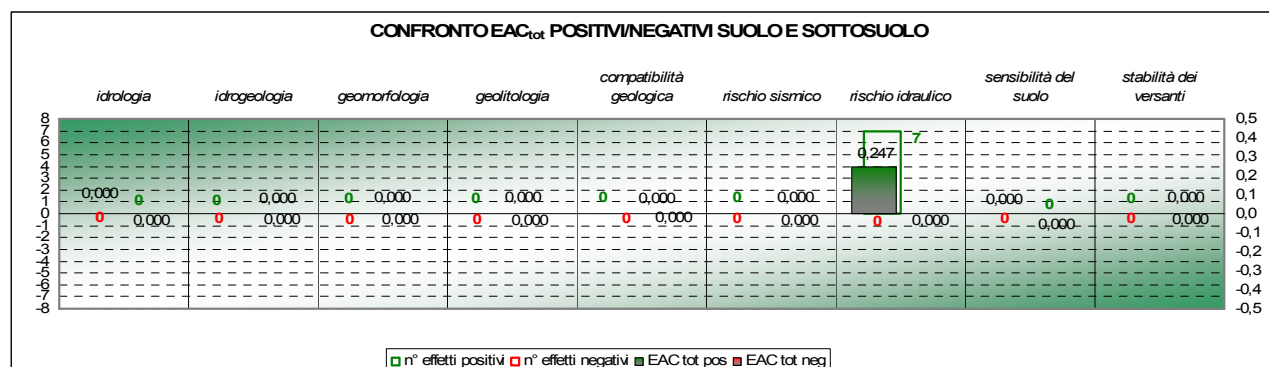 CONFRONTO EACtot POSITIVI/NEGATIVI SUOLO E SOTTOSUOLO
idrologia idrogeologia geomorfologia geolitologia compatibilità geologica rischio sismico rischio idraulico sensibilità del suolo stabilità dei versanti
8 0,5
7 7 0,4
6
5 0,247 0,3
4
3 0,2
2 0,000 0 0 0,000 0 0,000 0 0,000 0 0,000 0 0,000 0,000 0 0 0,000 0,1
1
0 0,0
-1 0 0,000 0 0,000 0 0,000 0 0,000 0 0,000 0 0,000 0 0,000 0 0,000 0 0,000 -0,1
-2
-3 -0,2
-4
-5 -0,3
-6 -0,4
-7
-8 -0,5
n° effetti positivi n° effetti negativi EAC tot pos EAC tot neg